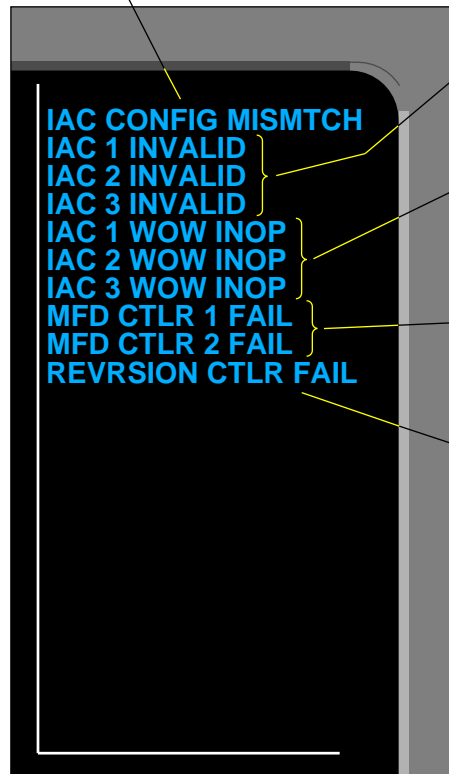 IAC CONFIG MISMTCH
IAC 1 INVALID
IAC 2 INVALID
IAC 3 INVALID
IAC 1 WOW INOP
IAC 2 WOW INOP
IAC 3 WOW INOP
MFD CTLR 1 FAIL
MFD CTLR 2 FAIL
REVRSION CTLR FAIL